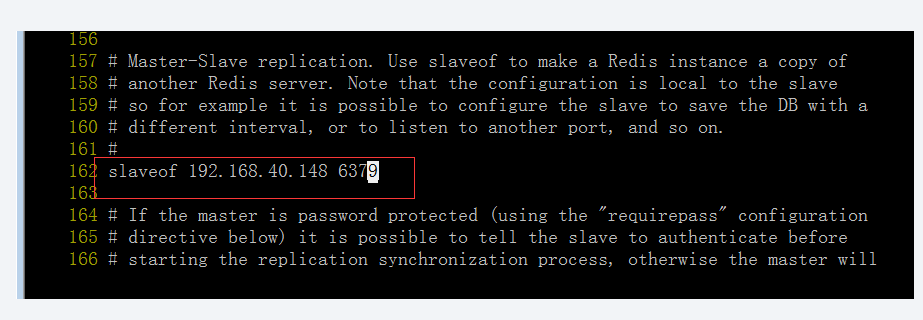 156
157 # Master-Slave replication. Use slaveof to make a Redis instance a copy of
158 # another Redis server. Note that the configuration is local to the slave
159 # so for example it is possible to configure the slave to save the DB with a
160 # different interval, or to listen to another port, and so on.
161 #
162 slaveof 192.168.40.148 6379
163
164 # If the master is password protected (using the "requirepass" configuration
165 # directive below) it is possible to tell the slave to authenticate before
166 # starting the replication synchronization process, otherwise the master will